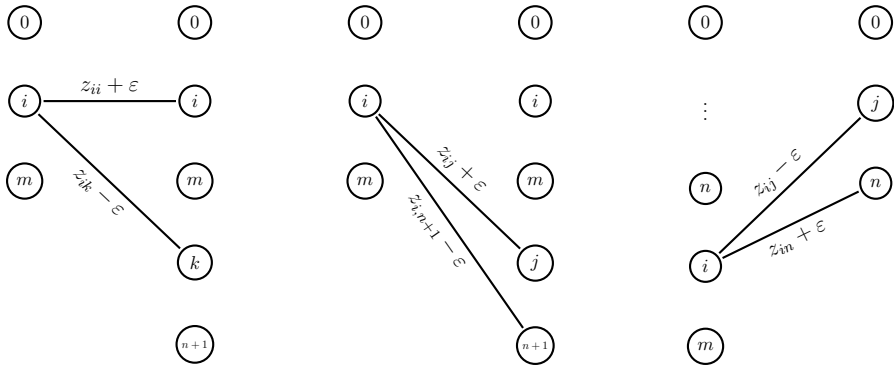 0 0 0 0 0 0
i z_{ii} + ε i i i ⋮ j
m z_{ik} − ε m m z_{ij} + ε m n z_{ij} − ε n
k z_{i,n+1} − ε j i z_{in} + ε
n+1 n+1 m